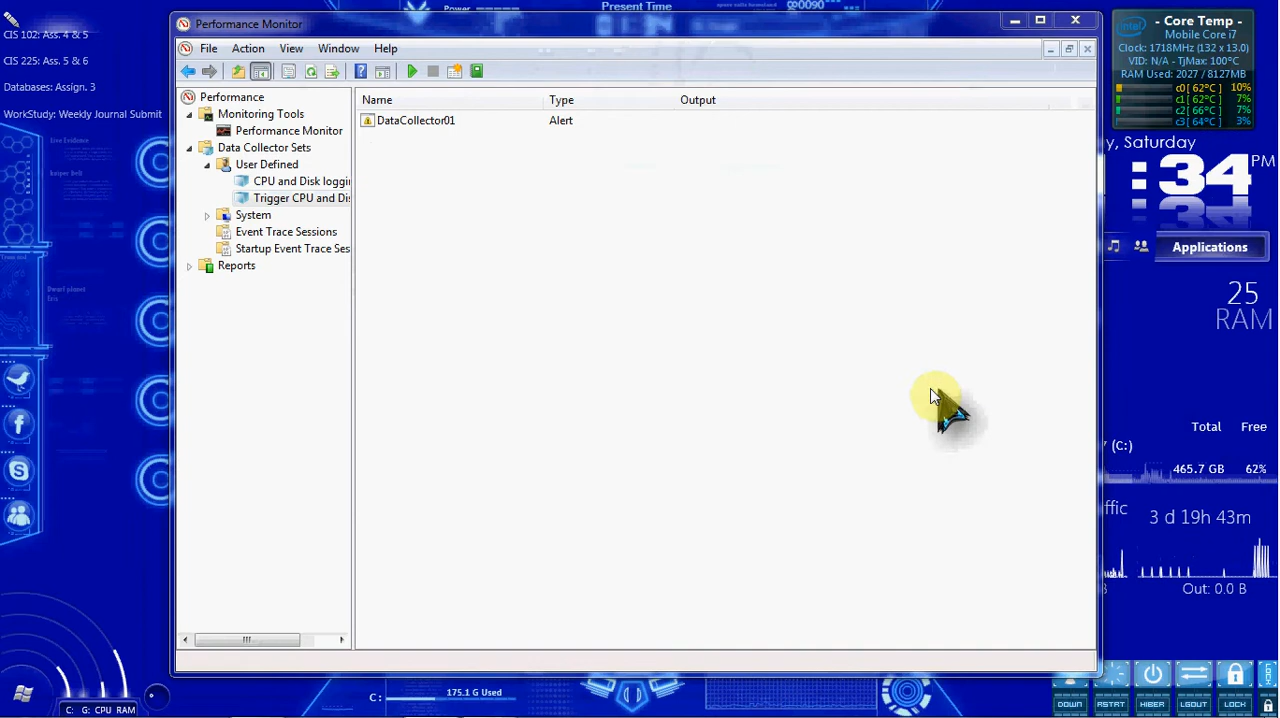 Power
Present Time
60090
CIS 102: Ass. 4 & 5
CIS 225: Ass. 5 & 6
Databases: Assign. 3
WorkStudy: Weekly Journal Submit
Performance Monitor
File Action View Window Help
Performance
Monitoring Tools
Performance Monitor
Data Collector Sets
User Defined
CPU and Disk loggi
Trigger CPU and Di
System
Event Trace Sessions
Startup Event Trace Ses
Reports
Name Type Output
DataCollector01 Alert
intel
- Core Temp -
Mobile Core i7
Clock: 1718MHz (132 x 13.0)
VID: N/A - TjMax: 100°C
RAM Used: 2027 / 8127MB
c0[ 62°C ] 10%
c1[ 62°C ] 7%
c2[ 66°C ] 7%
c3[ 64°C ] 3%
y, Saturday
:34 PM
Applications
25
RAM
Total Free
(C:)
465.7 GB 62%
ffic
3 d 19h 43m
Out: 0.0 B
C: G: CPU RAM
C: 175.1 G Used
DOWN RSTRT HIBER LGOUT LOCK